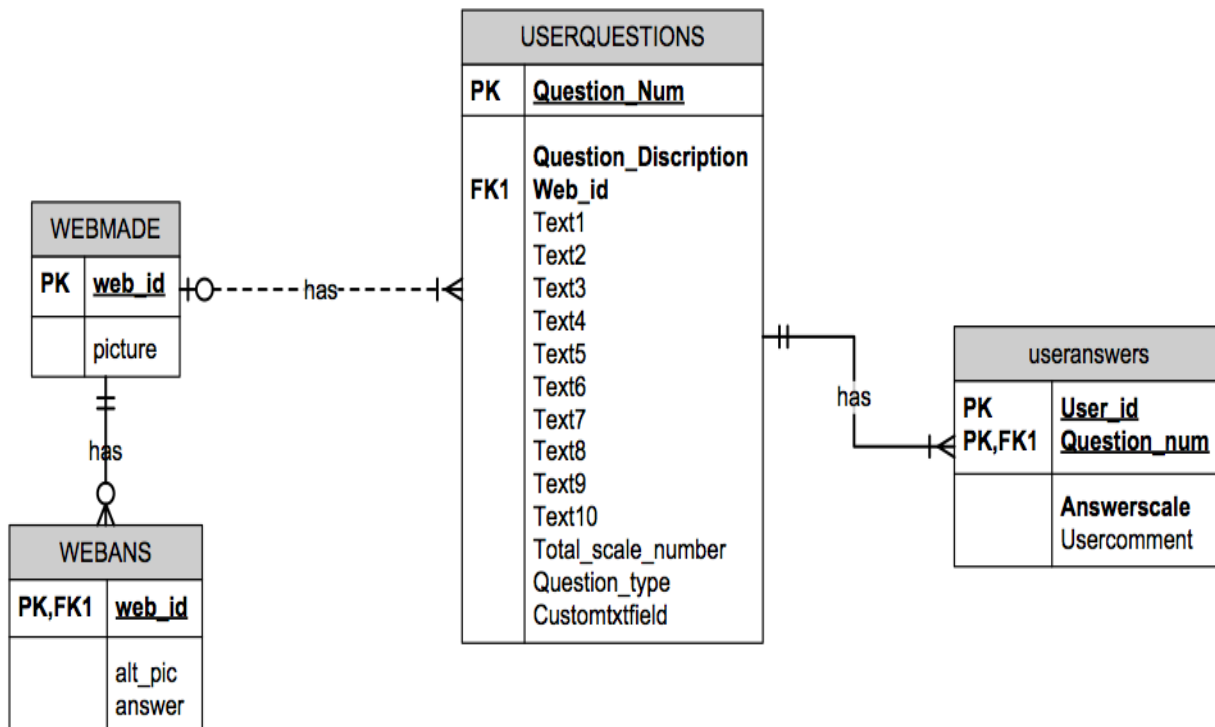 USERQUESTIONS
PK Question_Num
Question_Discription
FK1 Web_id
Text1
Text2
Text3
Text4
Text5
Text6
Text7
Text8
Text9
Text10
Total_scale_number
Question_type
Customtxtfield
WEBMADE
PK web_id
picture
has
has
WEBANS
PK,FK1 web_id
alt_pic
answer
has
useranswers
PK User_id
PK,FK1 Question_num
Answerscale
Usercomment